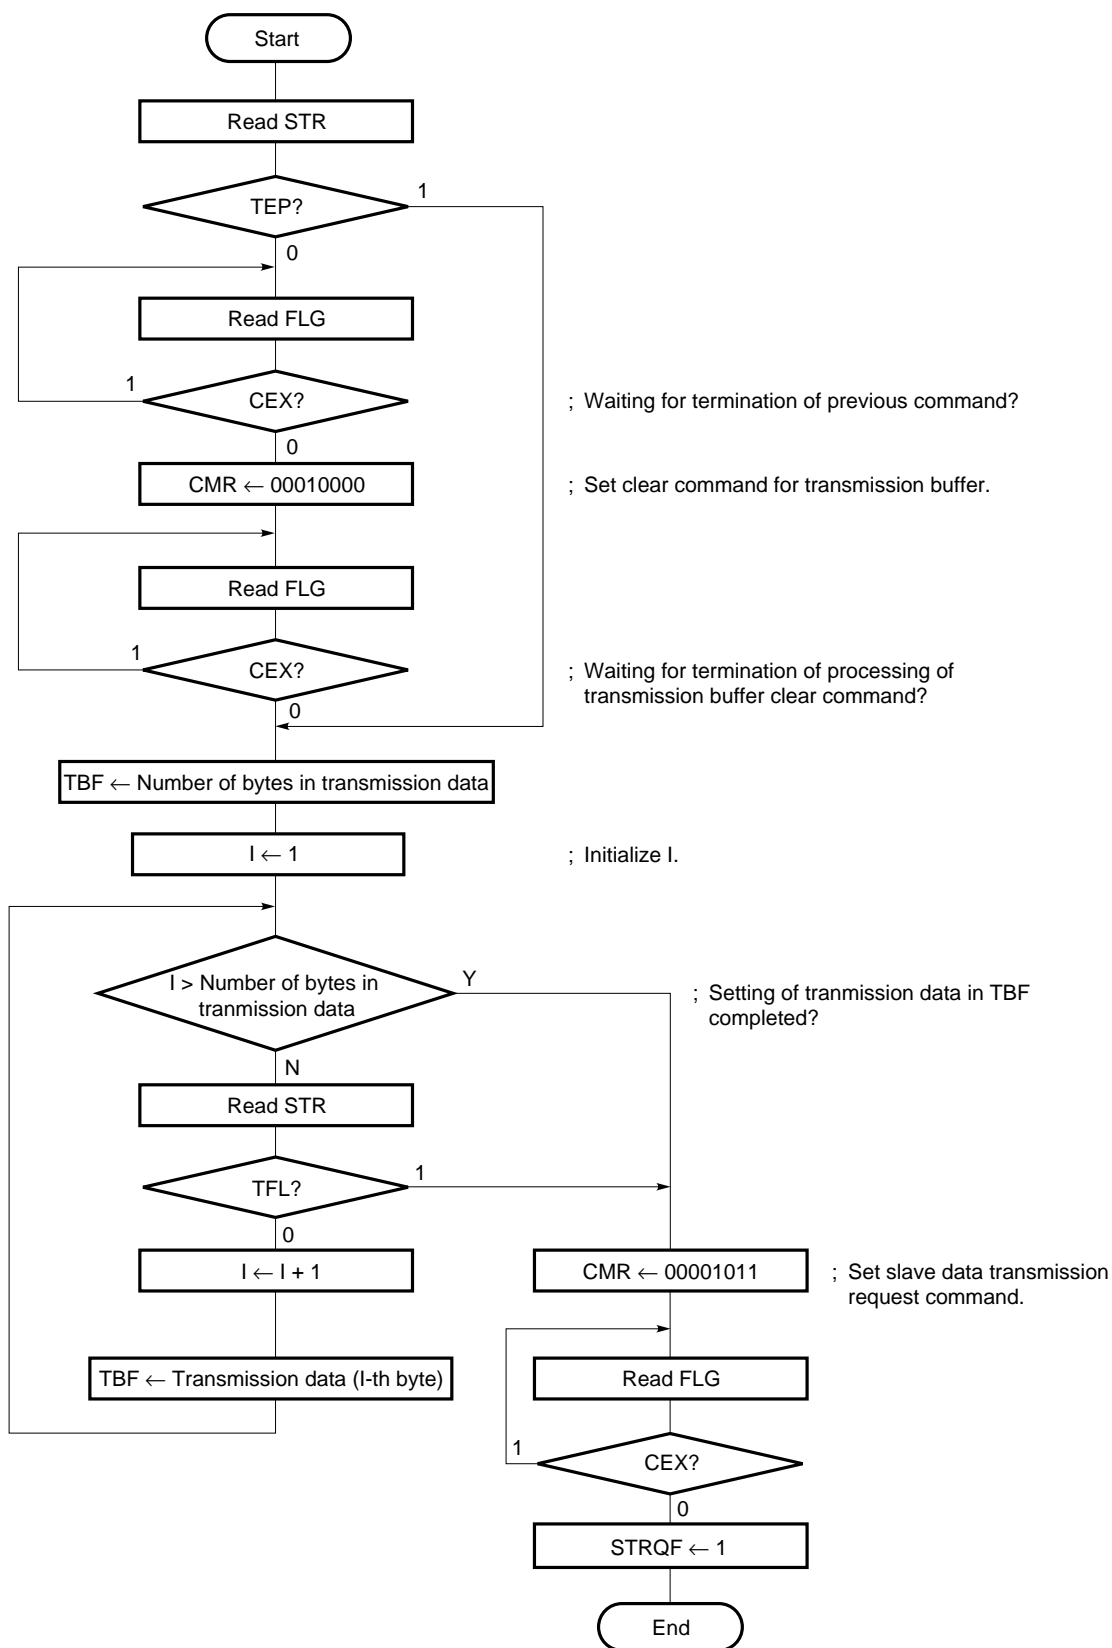 Start
Read STR
TEP?
1
0
Read FLG
1
CEX?
; Waiting for termination of previous command?
0
CMR ← 00010000
; Set clear command for transmission buffer.
Read FLG
1
CEX?
; Waiting for termination of processing of
transmission buffer clear command?
0
TBF ← Number of bytes in transmission data
I ← 1
; Initialize I.
I > Number of bytes in
tranmission data
Y
; Setting of tranmission data in TBF
completed?
N
Read STR
TFL?
1
0
I ← I + 1
CMR ← 00001011
; Set slave data transmission
request command.
TBF ← Transmission data (I-th byte)
Read FLG
1
CEX?
0
STRQF ← 1
End